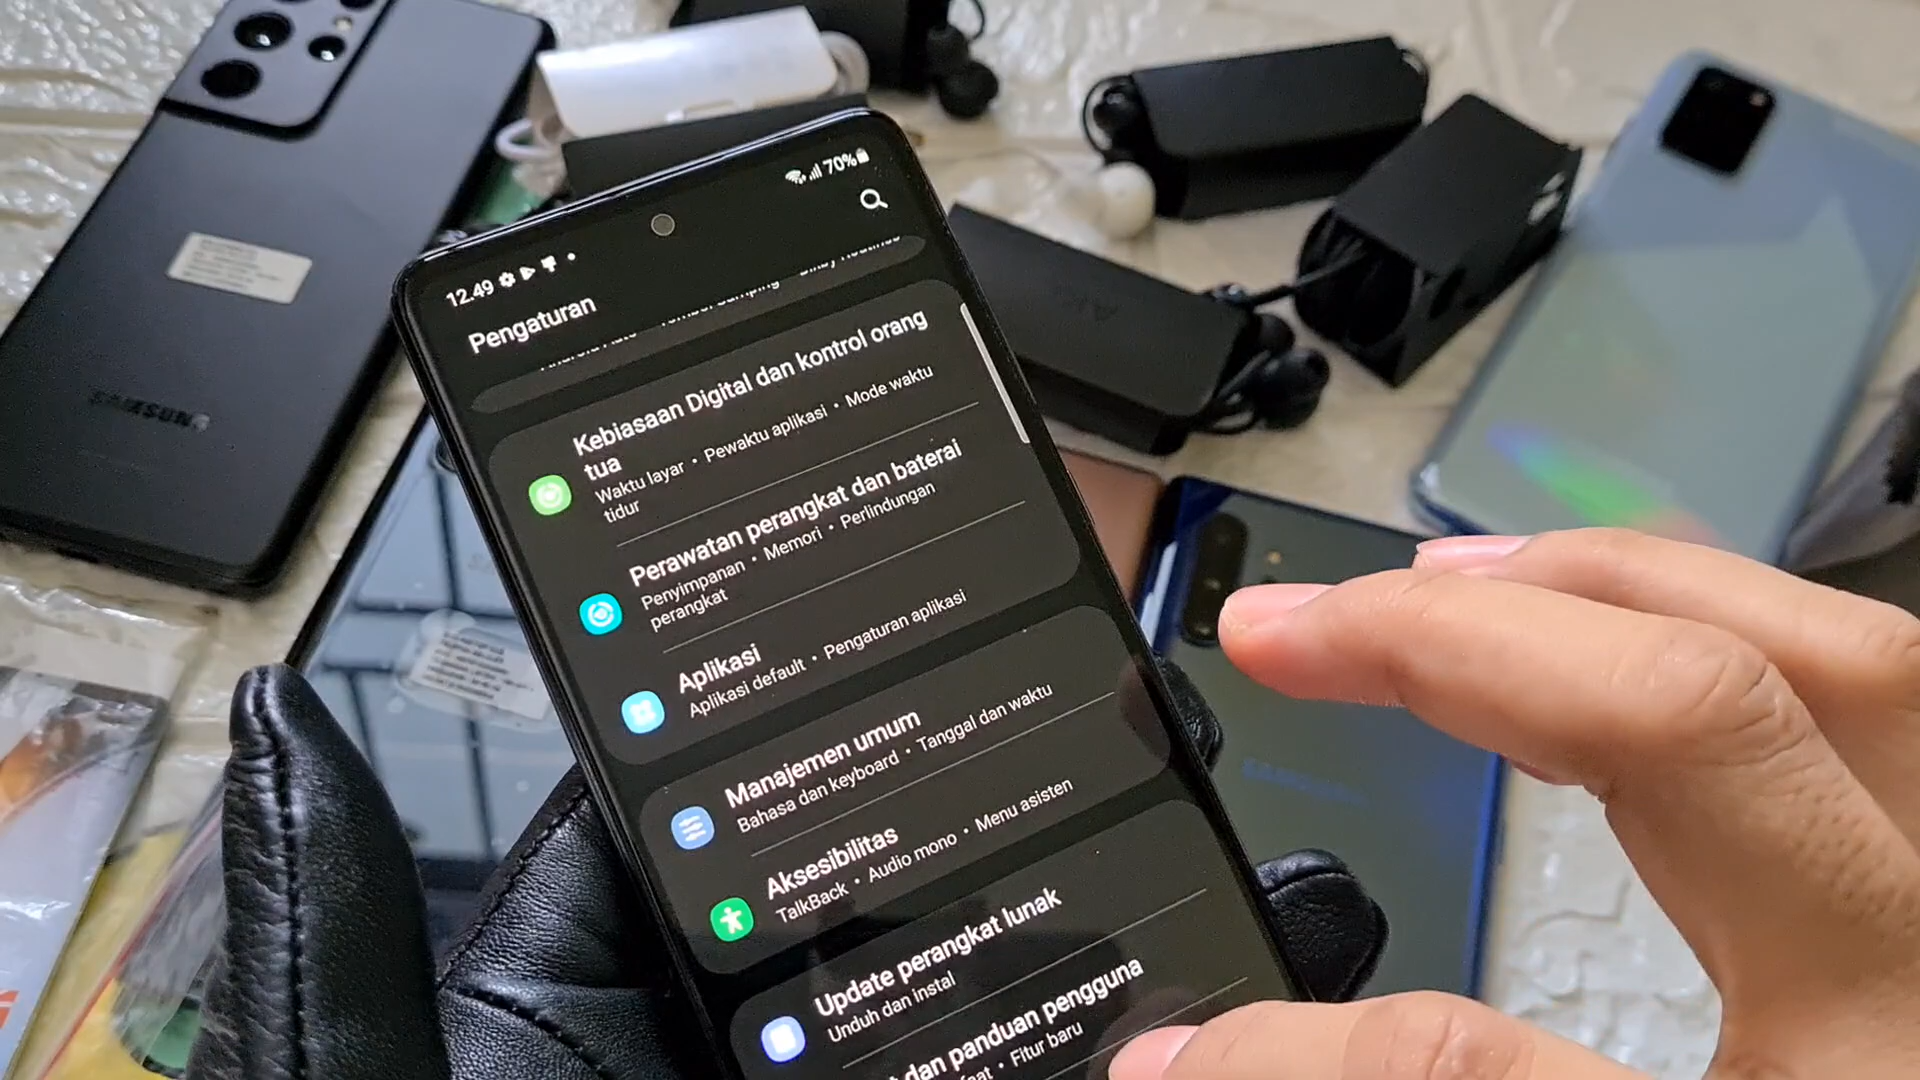 70%
12.49
Pengaturan
Kebiasaan Digital dan kontrol orang
tua
Waktu layar • Pewaktu aplikasi • Mode waktu
tidur
Perawatan perangkat dan baterai
Penyimpanan • Memori • Perlindungan
perangkat
Aplikasi
Aplikasi default • Pengaturan aplikasi
Manajemen umum
Bahasa dan keyboard • Tanggal dan waktu
Aksesibilitas
TalkBack • Audio mono • Menu asisten
Update perangkat lunak
Unduh dan instal
dan panduan pengguna
• Fitur baru
SAMSUNG
SAMSUNG
AKG